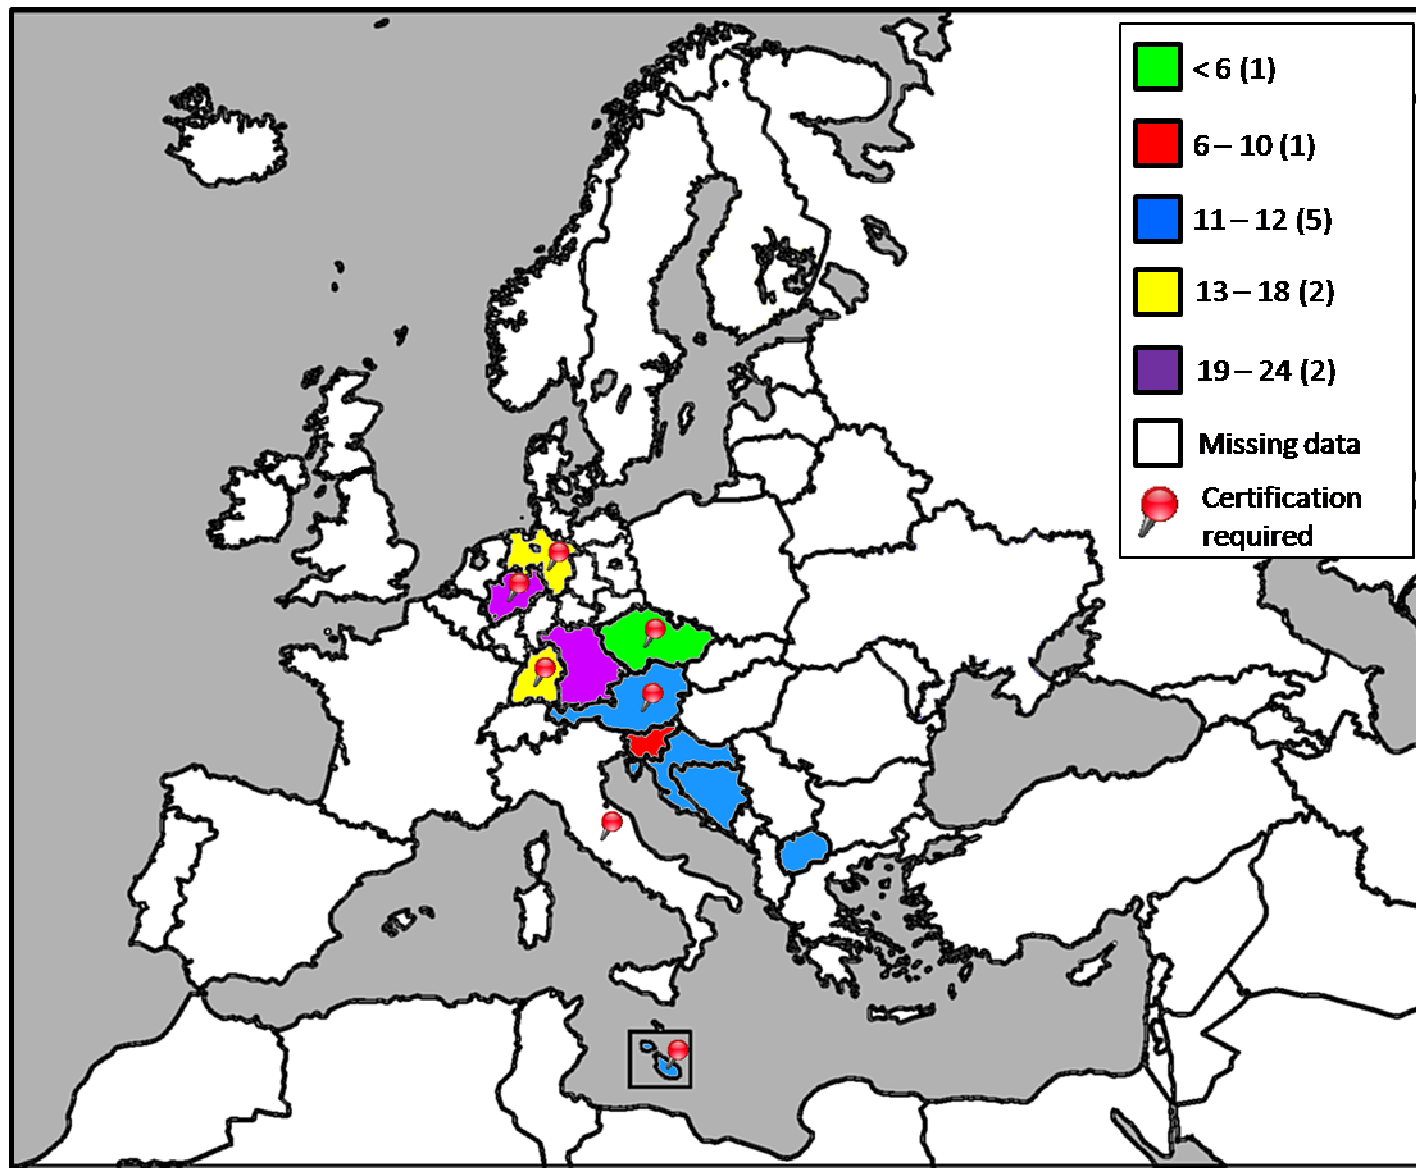 < 6 (1)
6 – 10 (1)
11 – 12 (5)
13 – 18 (2)
19 – 24 (2)
Missing data
Certification
required